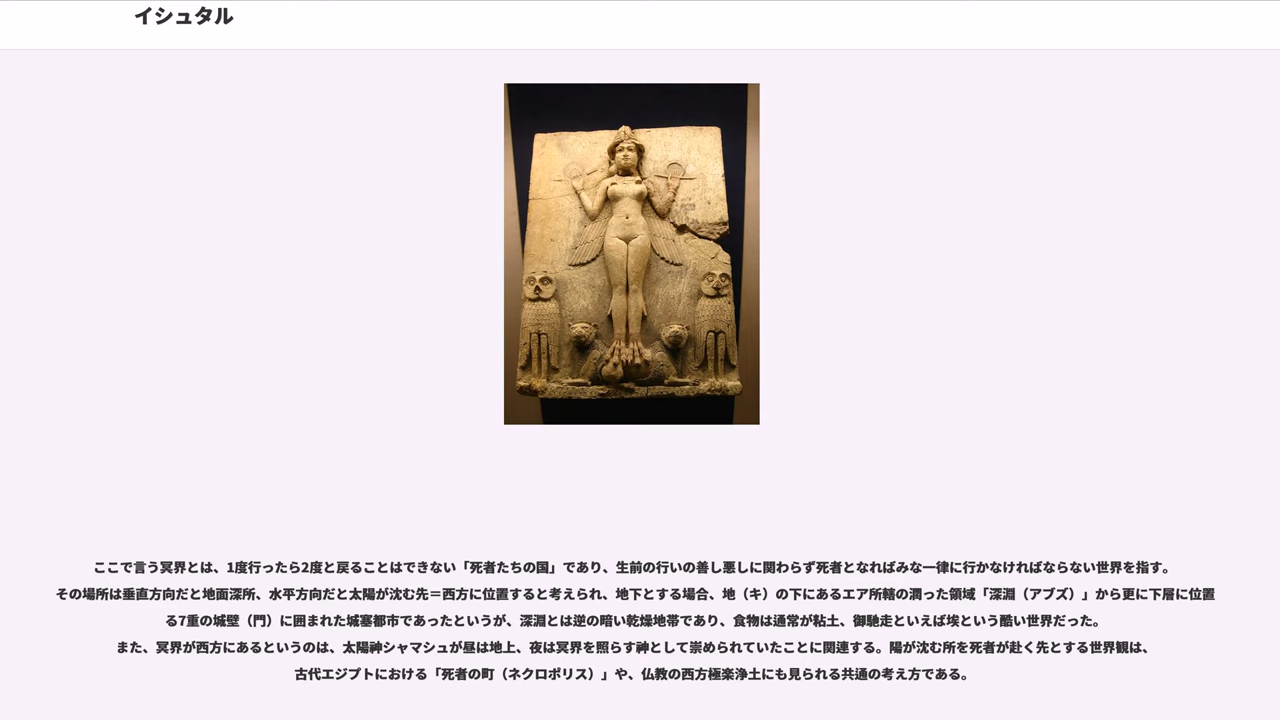 イシュタル
ここで言う冥界とは、1度行ったら2度と戻ることはできない「死者たちの国」であり、生前の行いの善し悪しに関わらず死者となればみな一律に行かなければならない世界を指す。
その場所は垂直方向だと地面深所、水平方向だと太陽が沈む先＝西方に位置すると考えられ、地下とする場合、地（キ）の下にあるエア所轄の潤った領域「深淵（アブズ）」から更に下層に位置
る7重の城壁（門）に囲まれた城塞都市であったというが、深淵とは逆の暗い乾燥地帯であり、食物は通常が粘土、御馳走といえば埃という酷い世界だった。
また、冥界が西方にあるというのは、太陽神シャマシュが昼は地上、夜は冥界を照らす神として崇められていたことに関連する。陽が沈む所を死者が赴く先とする世界観は、
古代エジプトにおける「死者の町（ネクロポリス）」や、仏教の西方極楽浄土にも見られる共通の考え方である。